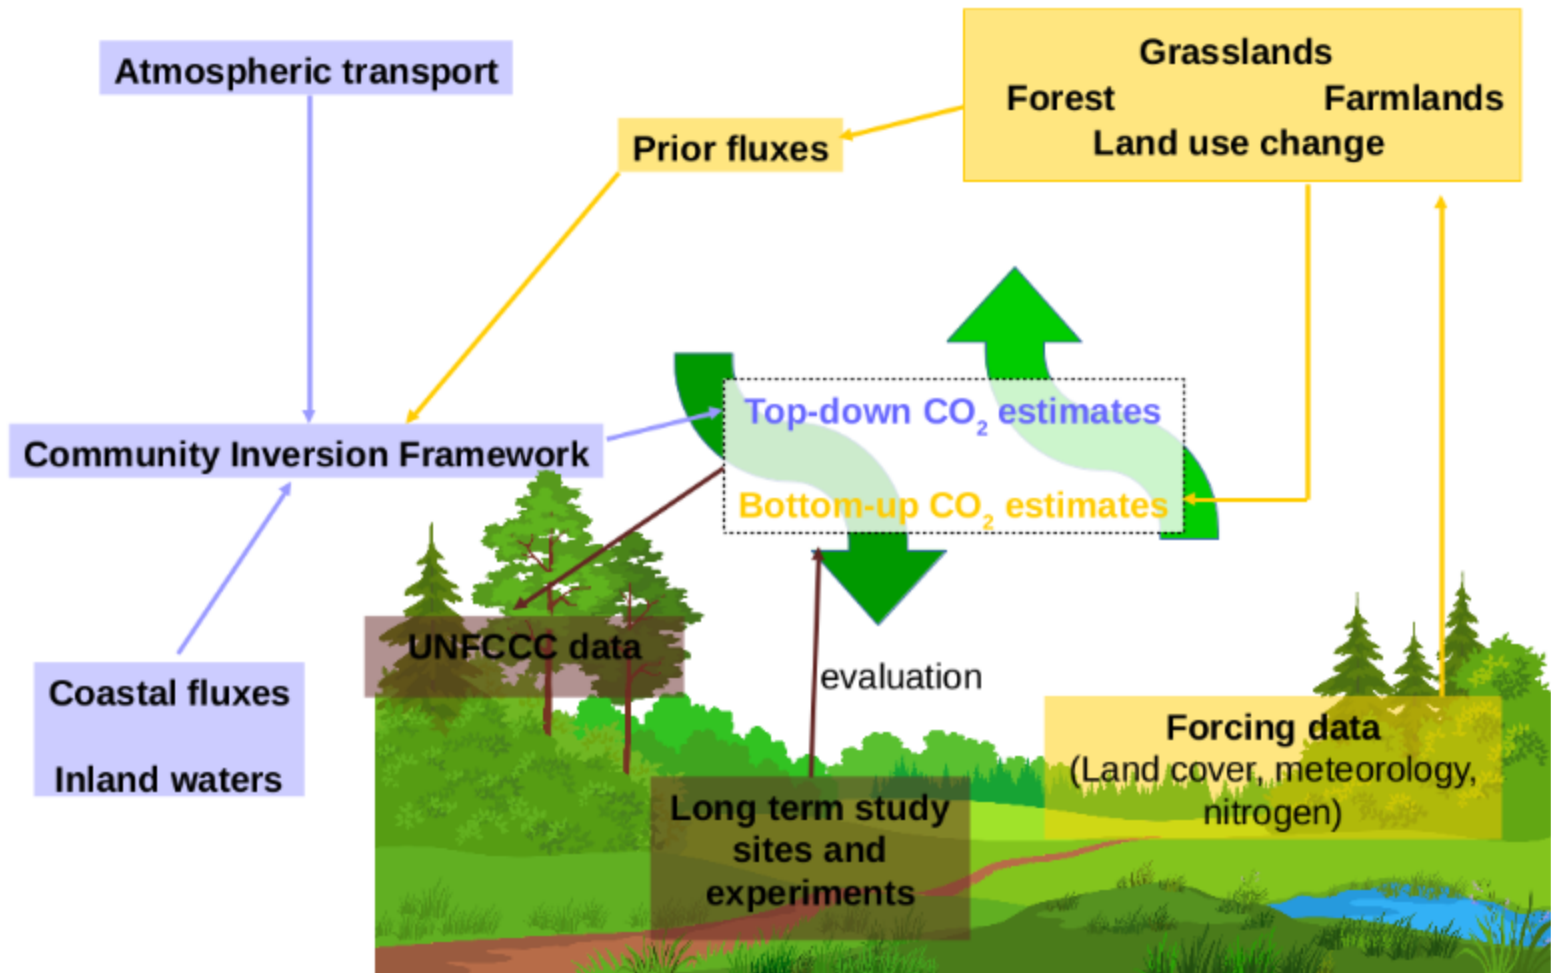 Atmospheric transport
Grasslands
Forest Farmlands
Land use change
Prior fluxes
Top-down CO2 estimates
Community Inversion Framework
Bottom-up CO2 estimates
UNFCCC data
evaluation
Coastal fluxes
Inland waters
Forcing data
(Land cover, meteorology,
nitrogen)
Long term study
sites and
experiments